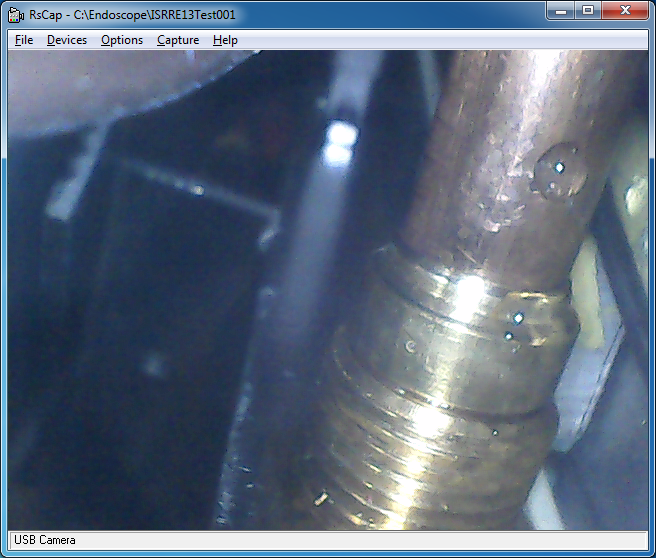 RsCap - C:\Endoscope\ISRRE13Test001
File Devices Options Capture Help
USB Camera